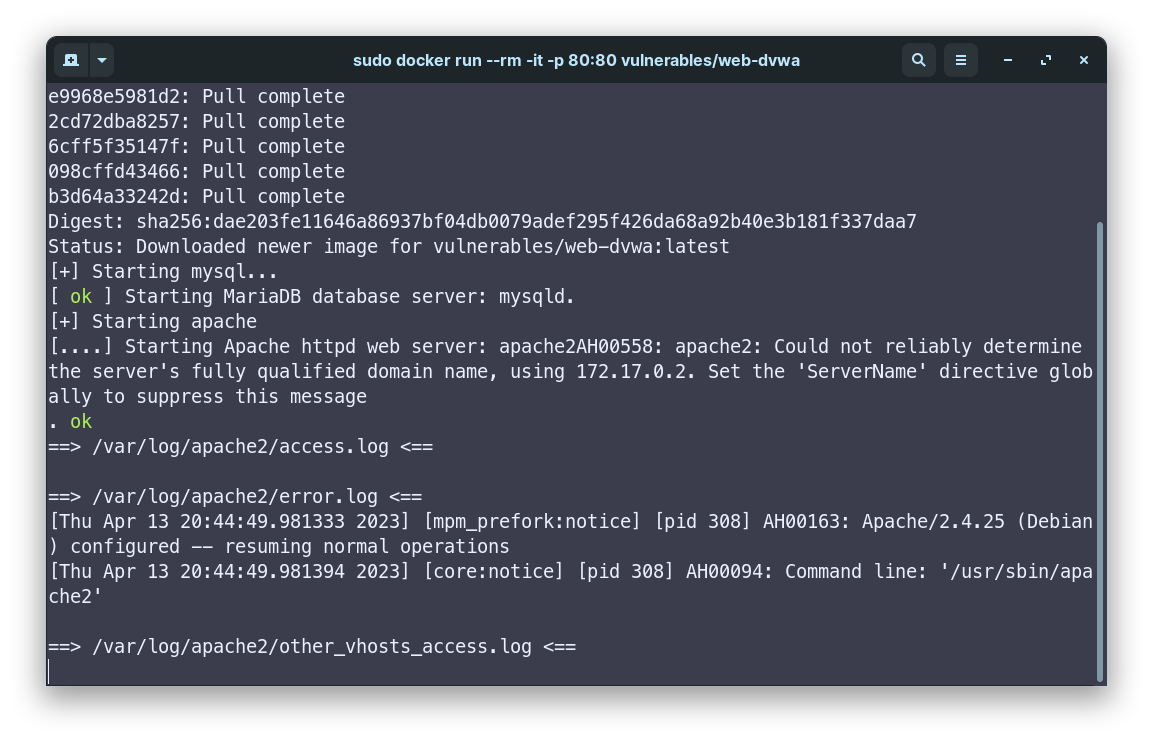 sudo docker run --rm -it -p 80:80 vulnerables/web-dvwa
e9968e5981d2: Pull complete
2cd72dba8257: Pull complete
6cff5f35147f: Pull complete
098cffd43466: Pull complete
b3d64a33242d: Pull complete
Digest: sha256:dae203fe11646a86937bf04db0079adef295f426da68a92b40e3b181f337daa7
Status: Downloaded newer image for vulnerables/web-dvwa:latest
[+] Starting mysql...
[ ok ] Starting MariaDB database server: mysqld.
[+] Starting apache
[....] Starting Apache httpd web server: apache2AH00558: apache2: Could not reliably determine
the server's fully qualified domain name, using 172.17.0.2. Set the 'ServerName' directive glob
ally to suppress this message
. ok
==> /var/log/apache2/access.log <==
==> /var/log/apache2/error.log <==
[Thu Apr 13 20:44:49.981333 2023] [mpm_prefork:notice] [pid 308] AH00163: Apache/2.4.25 (Debian
) configured -- resuming normal operations
[Thu Apr 13 20:44:49.981394 2023] [core:notice] [pid 308] AH00094: Command line: '/usr/sbin/apa
che2'
==> /var/log/apache2/other_vhosts_access.log <==